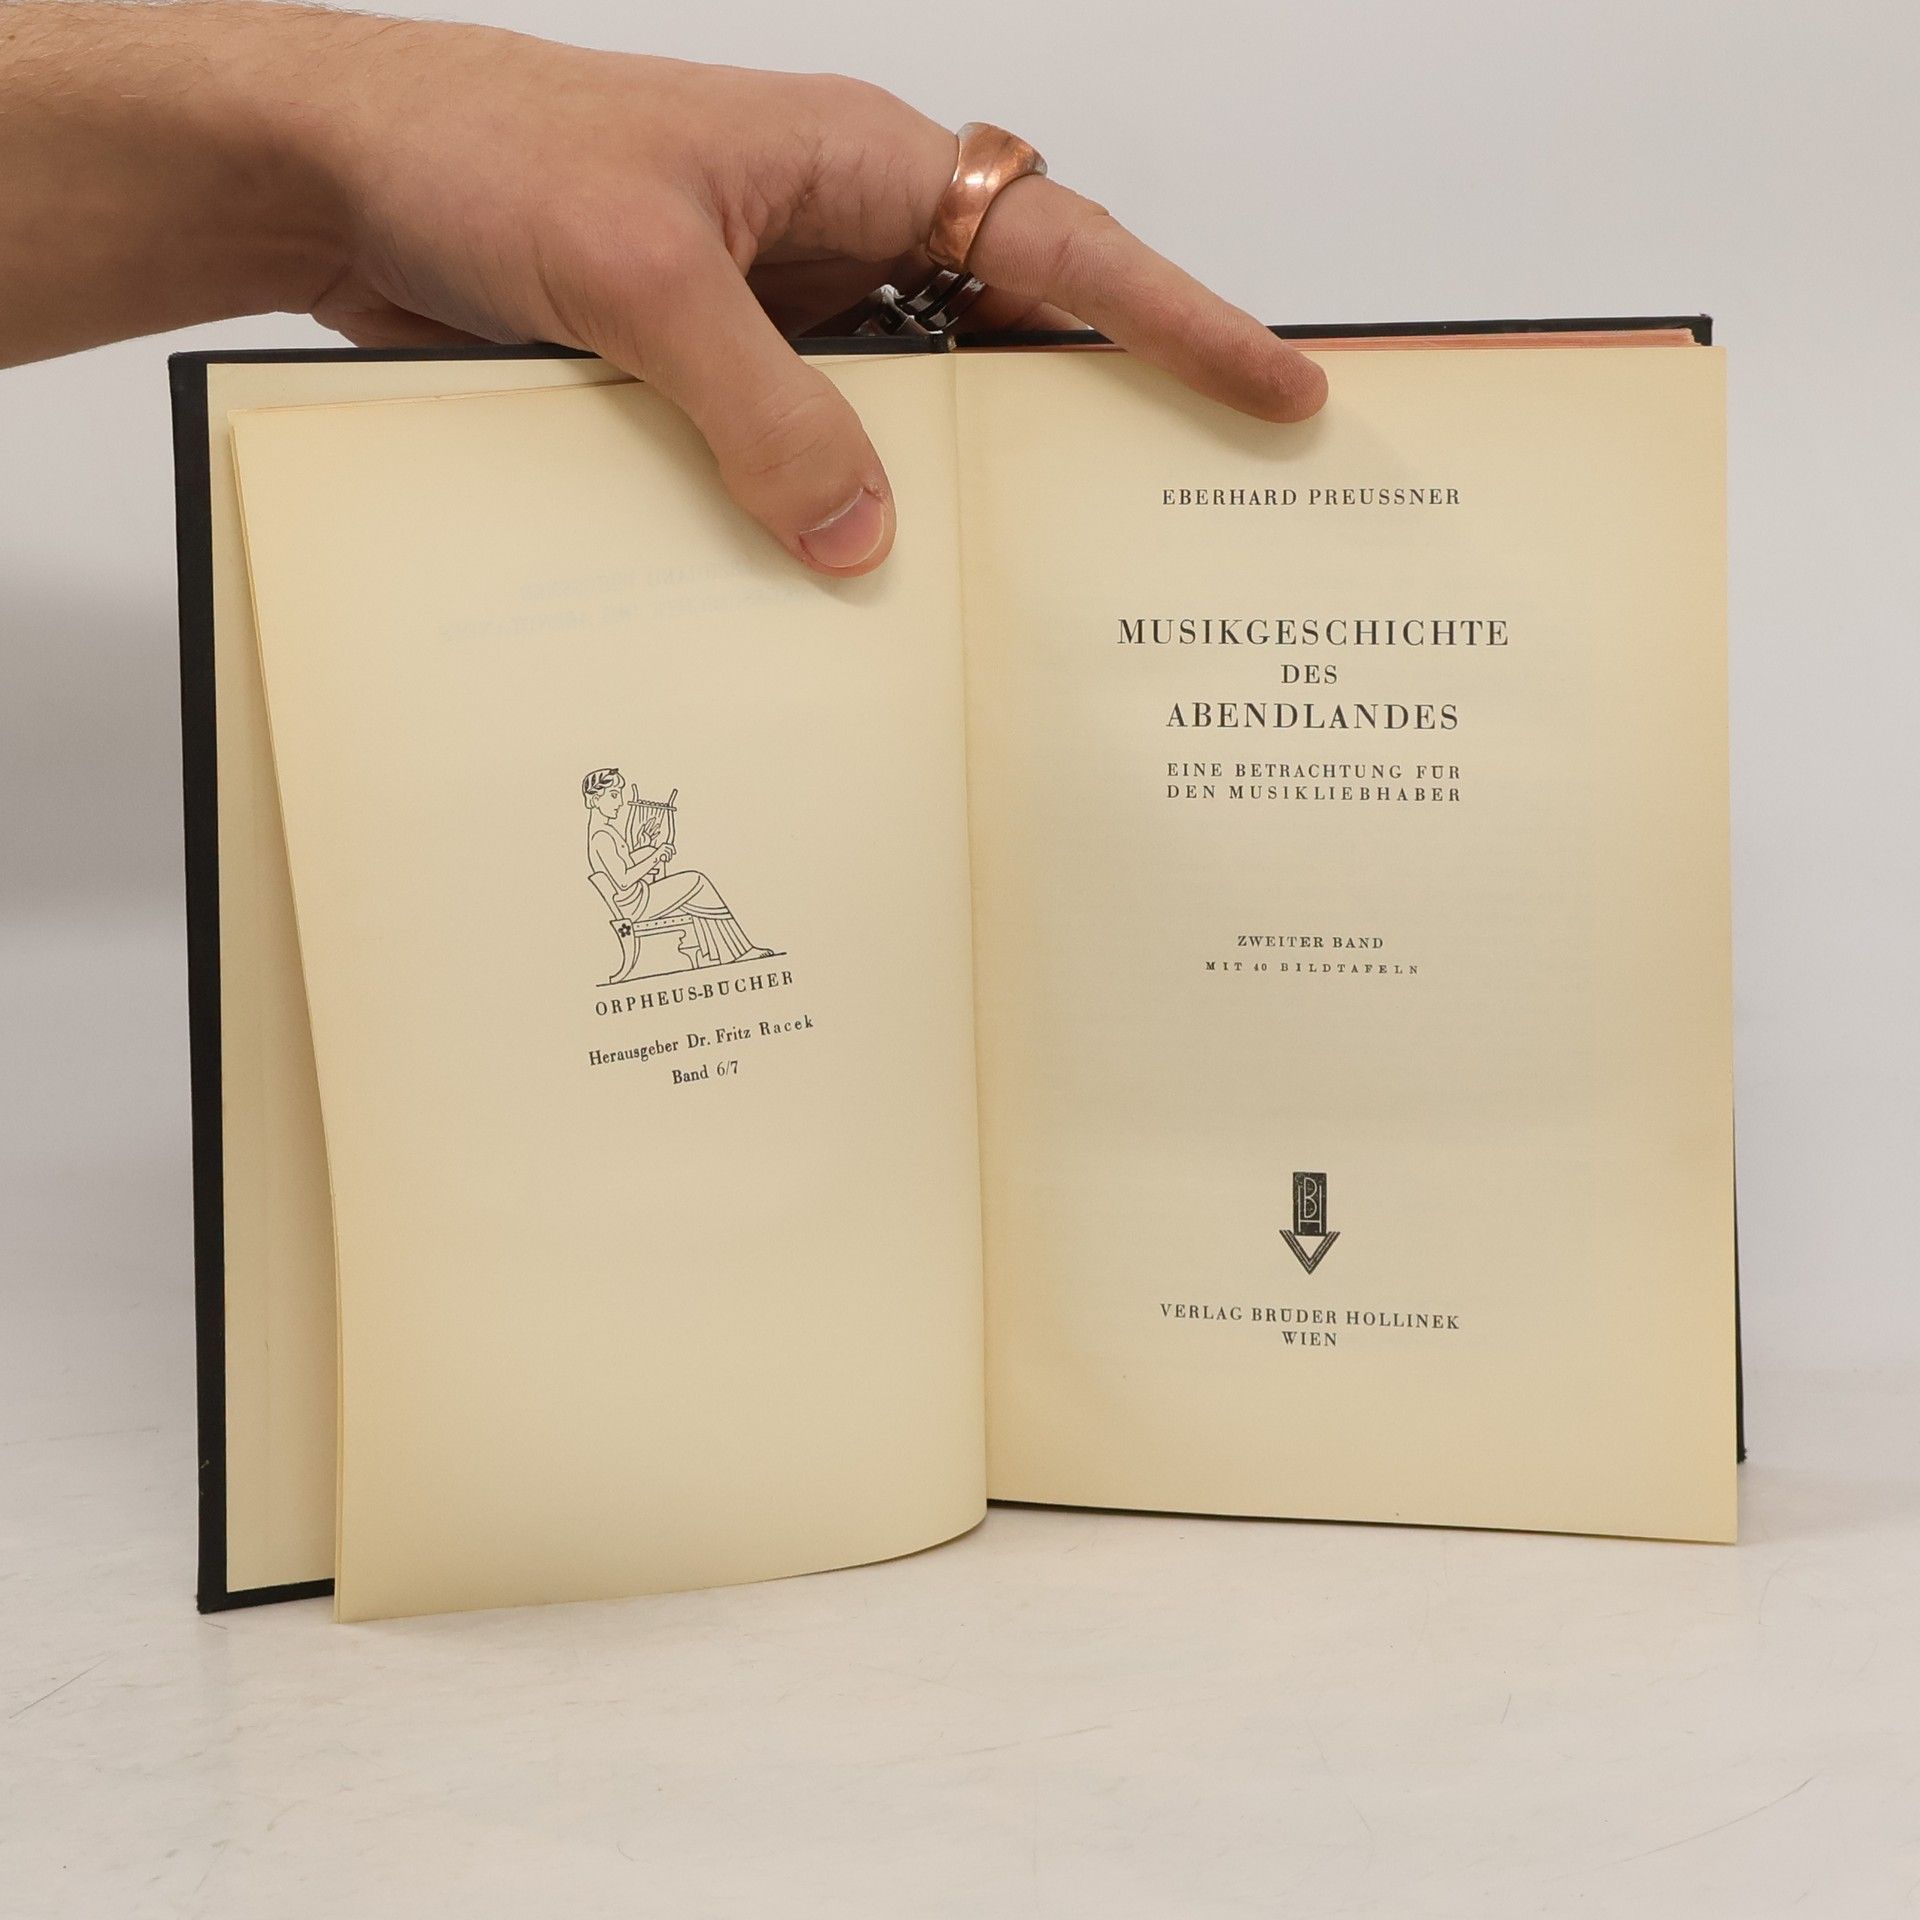 ORPHEUS-BÜCHER
Herausgeber Dr. Fritz Racek
Band 6/7
EBERHARD PREUSSNER
MUSIKGESCHICHTE
DES
ABENDLANDES
EINE BETRACHTUNG FÜR
DEN MUSIKLIEBHABER
ZWEITER BAND
MIT 40 BILDTAFELN
BH
VERLAG BRÜDER HOLLINEK
WIEN